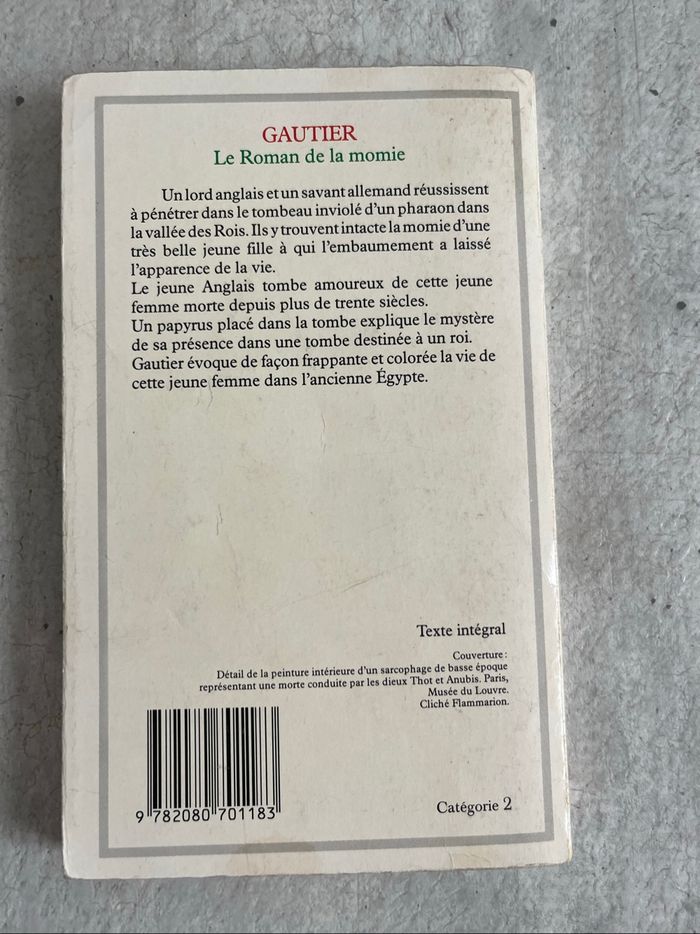 GAUTIER
Le Roman de la momie
Un lord anglais et un savant allemand réussissent
à pénétrer dans le tombeau inviolé d'un pharaon dans
la vallée des Rois. Ils y trouvent intacte la momie d'une
très belle jeune fille à qui l'embaumement a laissé
l'apparence de la vie.
Le jeune Anglais tombe amoureux de cette jeune
femme morte depuis plus de trente siècles.
Un papyrus placé dans la tombe explique le mystère
de sa présence dans une tombe destinée à un roi.
Gautier évoque de façon frappante et colorée la vie de
cette jeune femme dans l'ancienne Égypte.
Texte intégral
Couverture :
Détail de la peinture intérieure d'un sarcophage de basse époque
représentant une morte conduite par les dieux Thot et Anubis. Paris,
Musée du Louvre.
Cliché Flammarion.
9 782080 701183
Catégorie 2